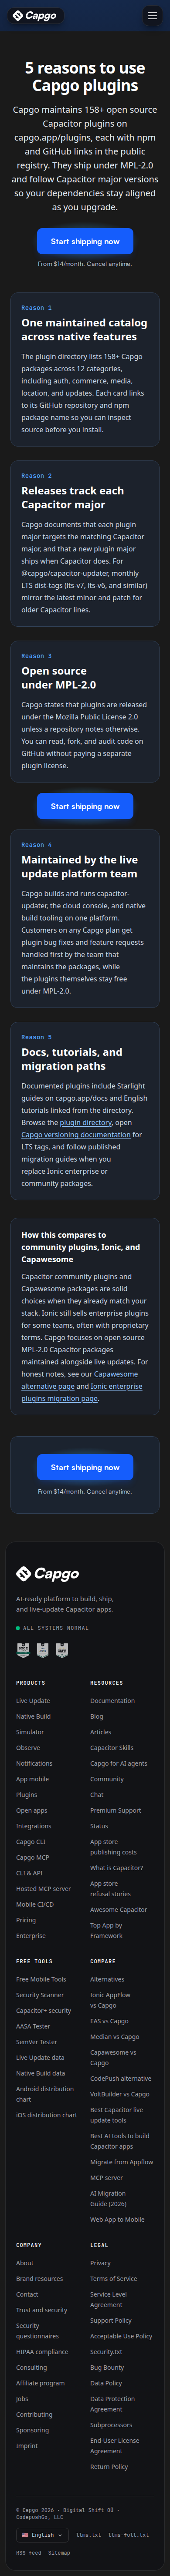 Capgo
5 reasons to use
Capgo plugins
Capgo maintains 158+ open source
Capacitor plugins on
capgo.app/plugins, each with npm
and GitHub links in the public
registry. They ship under MPL-2.0
and follow Capacitor major versions
so your dependencies stay aligned
as you upgrade.
Start shipping now
From $14/month. Cancel anytime.
Reason 1
One maintained catalog
across native features
The plugin directory lists 158+ Capgo
packages across 12 categories,
including auth, commerce, media,
location, and updates. Each card links
to its GitHub repository and npm
package name so you can inspect
source before you install.
Reason 2
Releases track each
Capacitor major
Capgo documents that each plugin
major targets the matching Capacitor
major, and that a new plugin major
ships when Capacitor does. For
@capgo/capacitor-updater, monthly
LTS dist-tags (lts-v7, lts-v6, and similar)
mirror the latest minor and patch for
older Capacitor lines.
Reason 3
Open source
under MPL-2.0
Capgo states that plugins are released
under the Mozilla Public License 2.0
unless a repository notes otherwise.
You can read, fork, and audit code on
GitHub without paying a separate
plugin license.
Start shipping now
Reason 4
Maintained by the live
update platform team
Capgo builds and runs capacitor-
updater, the cloud console, and native
build tooling on one platform.
Customers on any Capgo plan get
plugin bug fixes and feature requests
handled first by the team that
maintains the packages, while
the plugins themselves stay free
under MPL-2.0.
Reason 5
Docs, tutorials, and
migration paths
Documented plugins include Starlight
guides on capgo.app/docs and English
tutorials linked from the directory.
Browse the plugin directory, open
Capgo versioning documentation for
LTS tags, and follow published
migration guides when you
replace Ionic enterprise or
community packages.
How this compares to
community plugins, Ionic, and
Capawesome
Capacitor community plugins and
Capawesome packages are solid
choices when they already match your
stack. Ionic still sells enterprise plugins
for some teams, often with proprietary
terms. Capgo focuses on open source
MPL-2.0 Capacitor packages
maintained alongside live updates. For
honest notes, see our Capawesome
alternative page and Ionic enterprise
plugins migration page.
Start shipping now
From $14/month. Cancel anytime.
Capgo
AI-ready platform to build, ship,
and live-update Capacitor apps.
ALL SYSTEMS NORMAL
PRODUCTS
Live Update
Native Build
Simulator
Observe
Notifications
App mobile
Plugins
Open apps
Integrations
Capgo CLI
Capgo MCP
CLI & API
Hosted MCP server
Mobile CI/CD
Pricing
Enterprise
RESOURCES
Documentation
Blog
Articles
Capacitor Skills
Capgo for AI agents
Community
Chat
Premium Support
Status
App store
publishing costs
What is Capacitor?
App store
refusal stories
Awesome Capacitor
Top App by
Framework
FREE TOOLS
Free Mobile Tools
Security Scanner
Capacitor+ security
AASA Tester
SemVer Tester
Live Update data
Native Build data
Android distribution
chart
iOS distribution chart
COMPARE
Alternatives
Ionic AppFlow
vs Capgo
EAS vs Capgo
Median vs Capgo
Capawesome vs
Capgo
CodePush alternative
VoltBuilder vs Capgo
Best Capacitor live
update tools
Best AI tools to build
Capacitor apps
Migrate from Appflow
MCP server
AI Migration
Guide (2026)
Web App to Mobile
COMPANY
About
Brand resources
Contact
Trust and security
Security
questionnaires
HIPAA compliance
Consulting
Affiliate program
Jobs
Contributing
Sponsoring
Imprint
LEGAL
Privacy
Terms of Service
Service Level
Agreement
Support Policy
Acceptable Use Policy
Security.txt
Bug Bounty
Data Policy
Data Protection
Agreement
Subprocessors
End-User License
Agreement
Return Policy
© Capgo 2026 · Digital Shift OÜ ·
CodepushGo, LLC
English
llms.txt
llms-full.txt
RSS feed
Sitemap